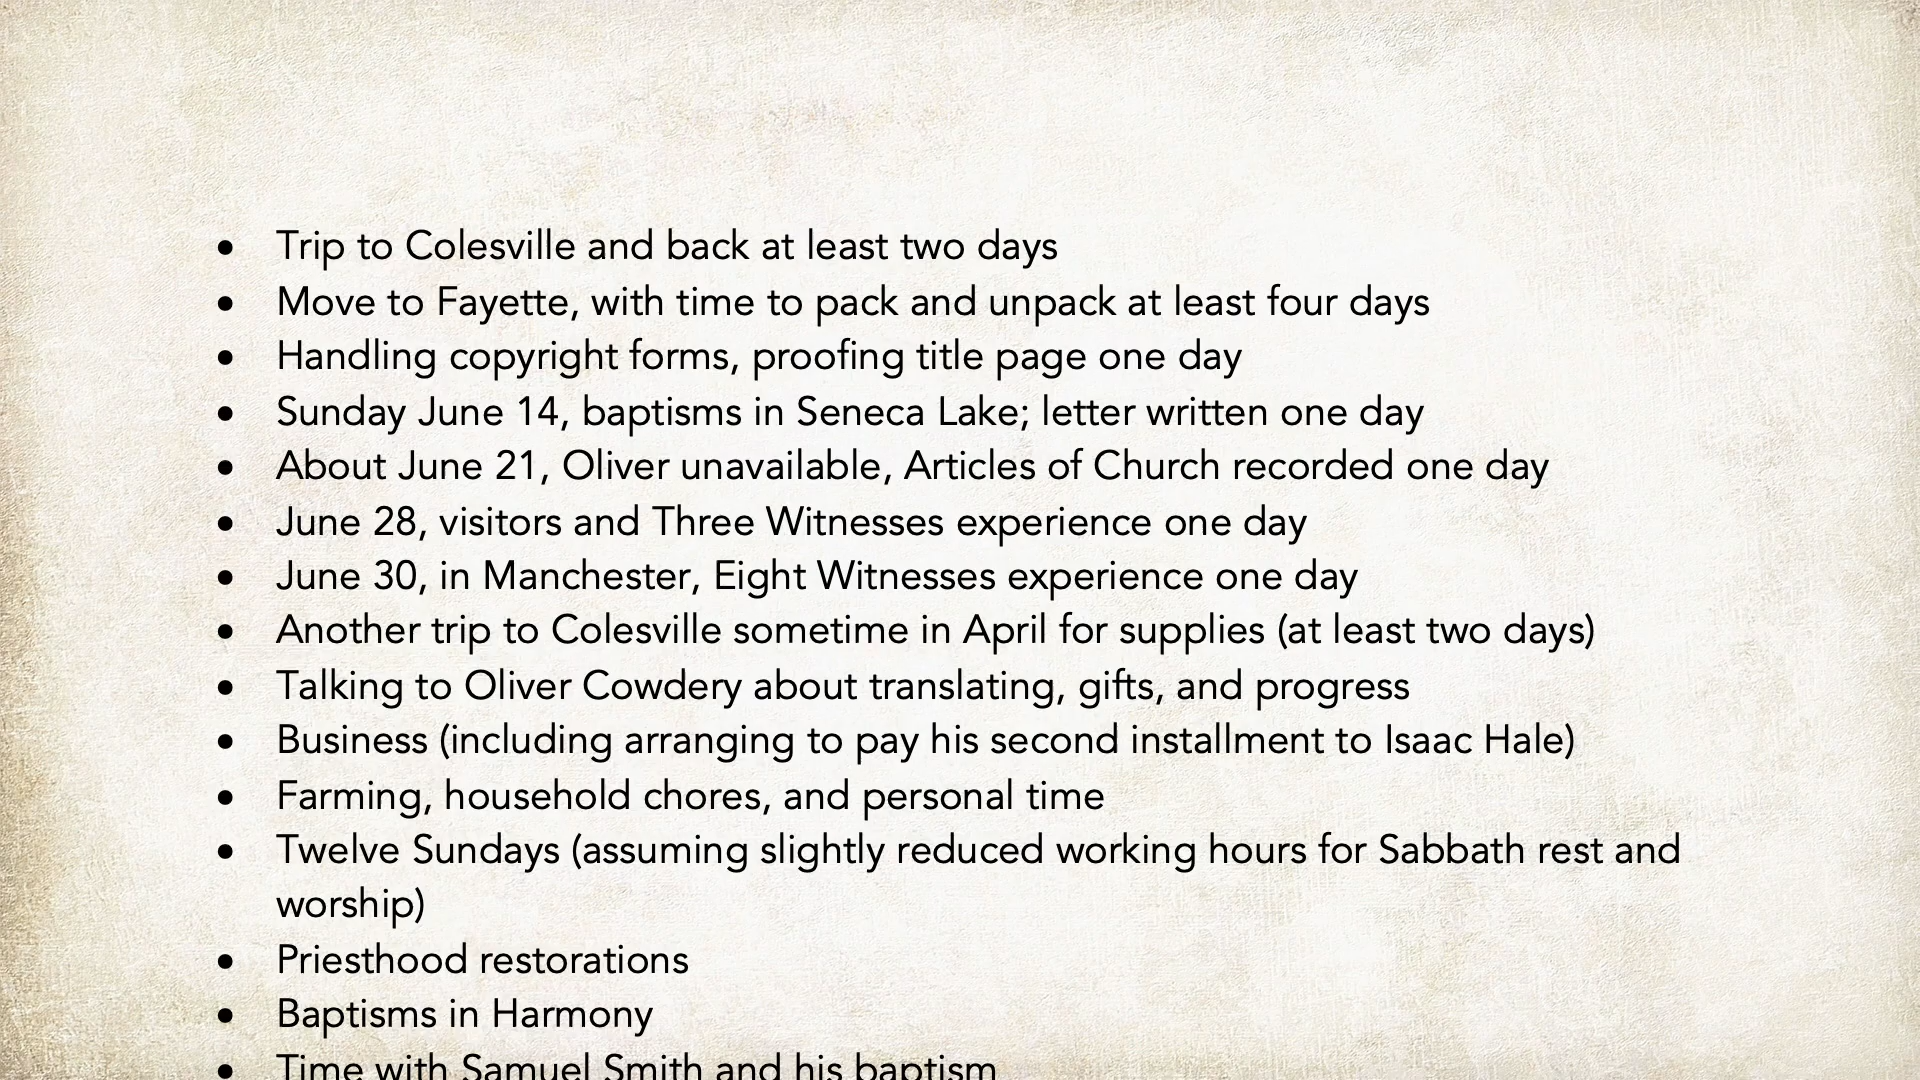 • Trip to Colesville and back at least two days
• Move to Fayette, with time to pack and unpack at least four days
• Handling copyright forms, proofing title page one day
• Sunday June 14, baptisms in Seneca Lake; letter written one day
• About June 21, Oliver unavailable, Articles of Church recorded one day
• June 28, visitors and Three Witnesses experience one day
• June 30, in Manchester, Eight Witnesses experience one day
• Another trip to Colesville sometime in April for supplies (at least two days)
• Talking to Oliver Cowdery about translating, gifts, and progress
• Business (including arranging to pay his second installment to Isaac Hale)
• Farming, household chores, and personal time
• Twelve Sundays (assuming slightly reduced working hours for Sabbath rest and
worship)
• Priesthood restorations
• Baptisms in Harmony
• Time with Samuel Smith and his baptism